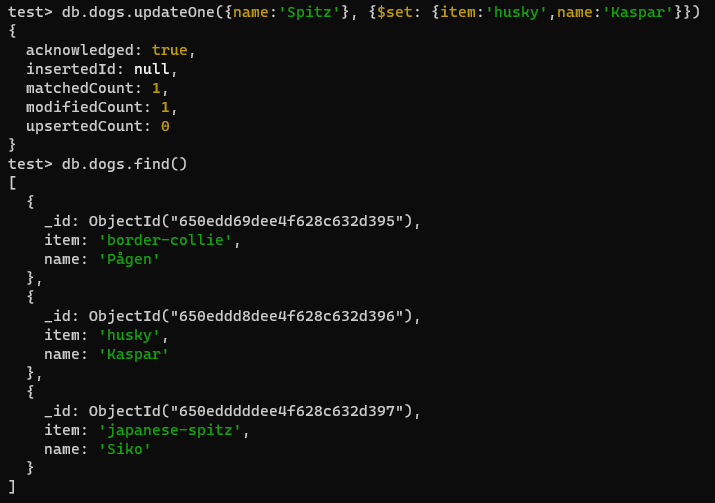 test> db.dogs.updateOne({name:'Spitz'}, {$set: {item:'husky',name:'Kaspar'}})
{
  acknowledged: true,
  insertedId: null,
  matchedCount: 1,
  modifiedCount: 1,
  upsertedCount: 0
}
test> db.dogs.find()
[
  {
    _id: ObjectId("650edd69dee4f628c632d395"),
    item: 'border-collie',
    name: 'Pågen'
  },
  {
    _id: ObjectId("650eddd8dee4f628c632d396"),
    item: 'husky',
    name: 'Kaspar'
  },
  {
    _id: ObjectId("650edddddee4f628c632d397"),
    item: 'japanese-spitz',
    name: 'Siko'
  }
]